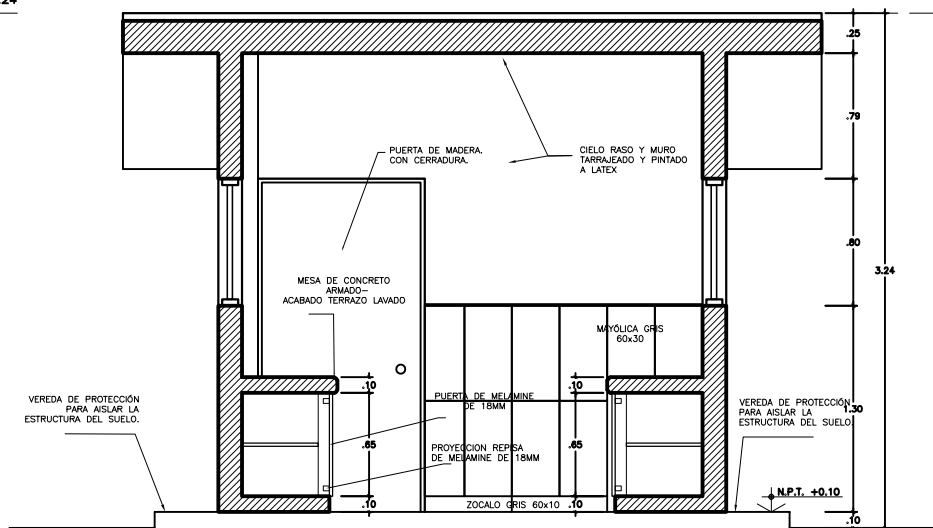 .24
.25
.79
PUERTA DE MADERA.
CON CERRADURA.
CIELO RASO Y MURO
TARRAJEADO Y PINTADO
A LATEX
.80
3.24
MESA DE CONCRETO
ARMADO-
ACABADO TERRAZO LAVADO
MAYÓLICA GRIS
60x30
.10
.10
PUERTA DE MELAMINE
DE 18MM
VEREDA DE PROTECCIÓN
PARA AISLAR LA
ESTRUCTURA DEL SUELO.
VEREDA DE PROTECCIÓN
PARA AISLAR LA
ESTRUCTURA DEL SUELO.
1.30
.65
.65
PROYECCION REPISA
DE MELAMINE DE 18MM
N.P.T. +0.10
.10
ZOCALO GRIS 60x10
.10
.10